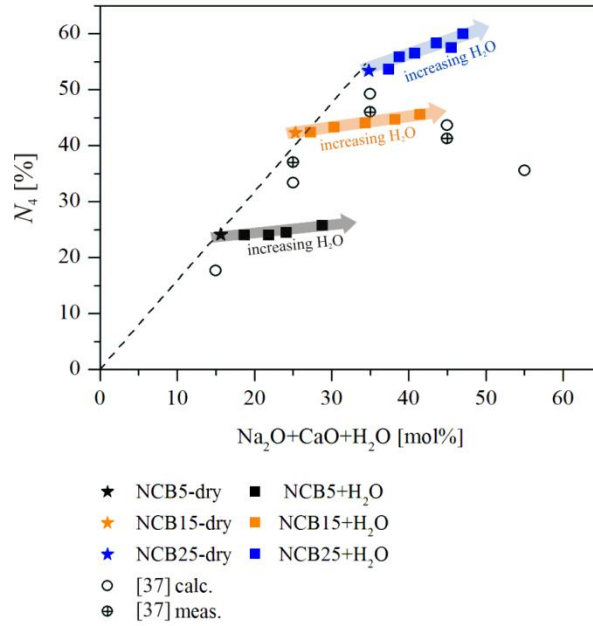 60
50
40
30
20
10
0
N₄ [%]
increasing H₂O
increasing H₂O
increasing H₂O
0 10 20 30 40 50 60
Na₂O+CaO+H₂O [mol%]
NCB5-dry NCB5+H₂O
NCB15-dry NCB15+H₂O
NCB25-dry NCB25+H₂O
[37] calc.
[37] meas.